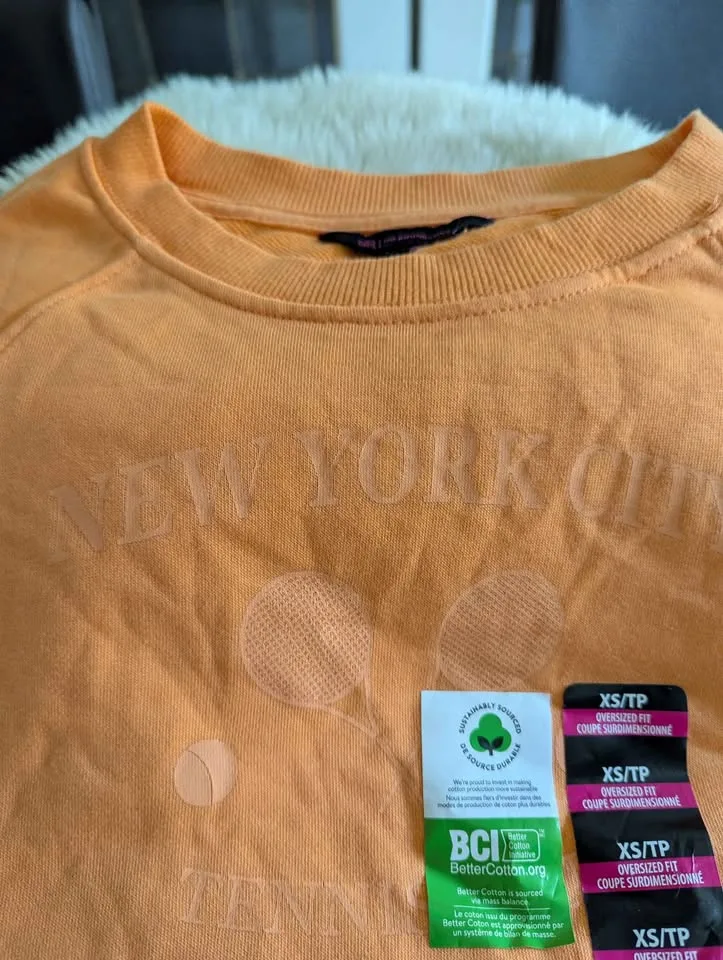 NEW YORK CITY
TENNI
SUSTAINABLY SOURCED
DE SOURCE DURABLE
We're proud to invest in making
cotton production more sustainable
Nous sommes fiers d'investir dans des
modes de production de coton plus durables
BCI
Better
Cotton
Initiative
™
BetterCotton.org
Better Cotton is sourced
via mass balance.
Le coton issu du programme
Better Coton est approvisionné par
un système de bilan de masse.
XS/TP
OVERSIZED FIT
COUPE SURDIMENSIONNÉ
XS/TP
OVERSIZED FIT
COUPE SURDIMENSIONNÉ
XS/TP
OVERSIZED FIT
COUPE SURDIMENSIONNÉ
XS/TP
OVERSIZED FIT